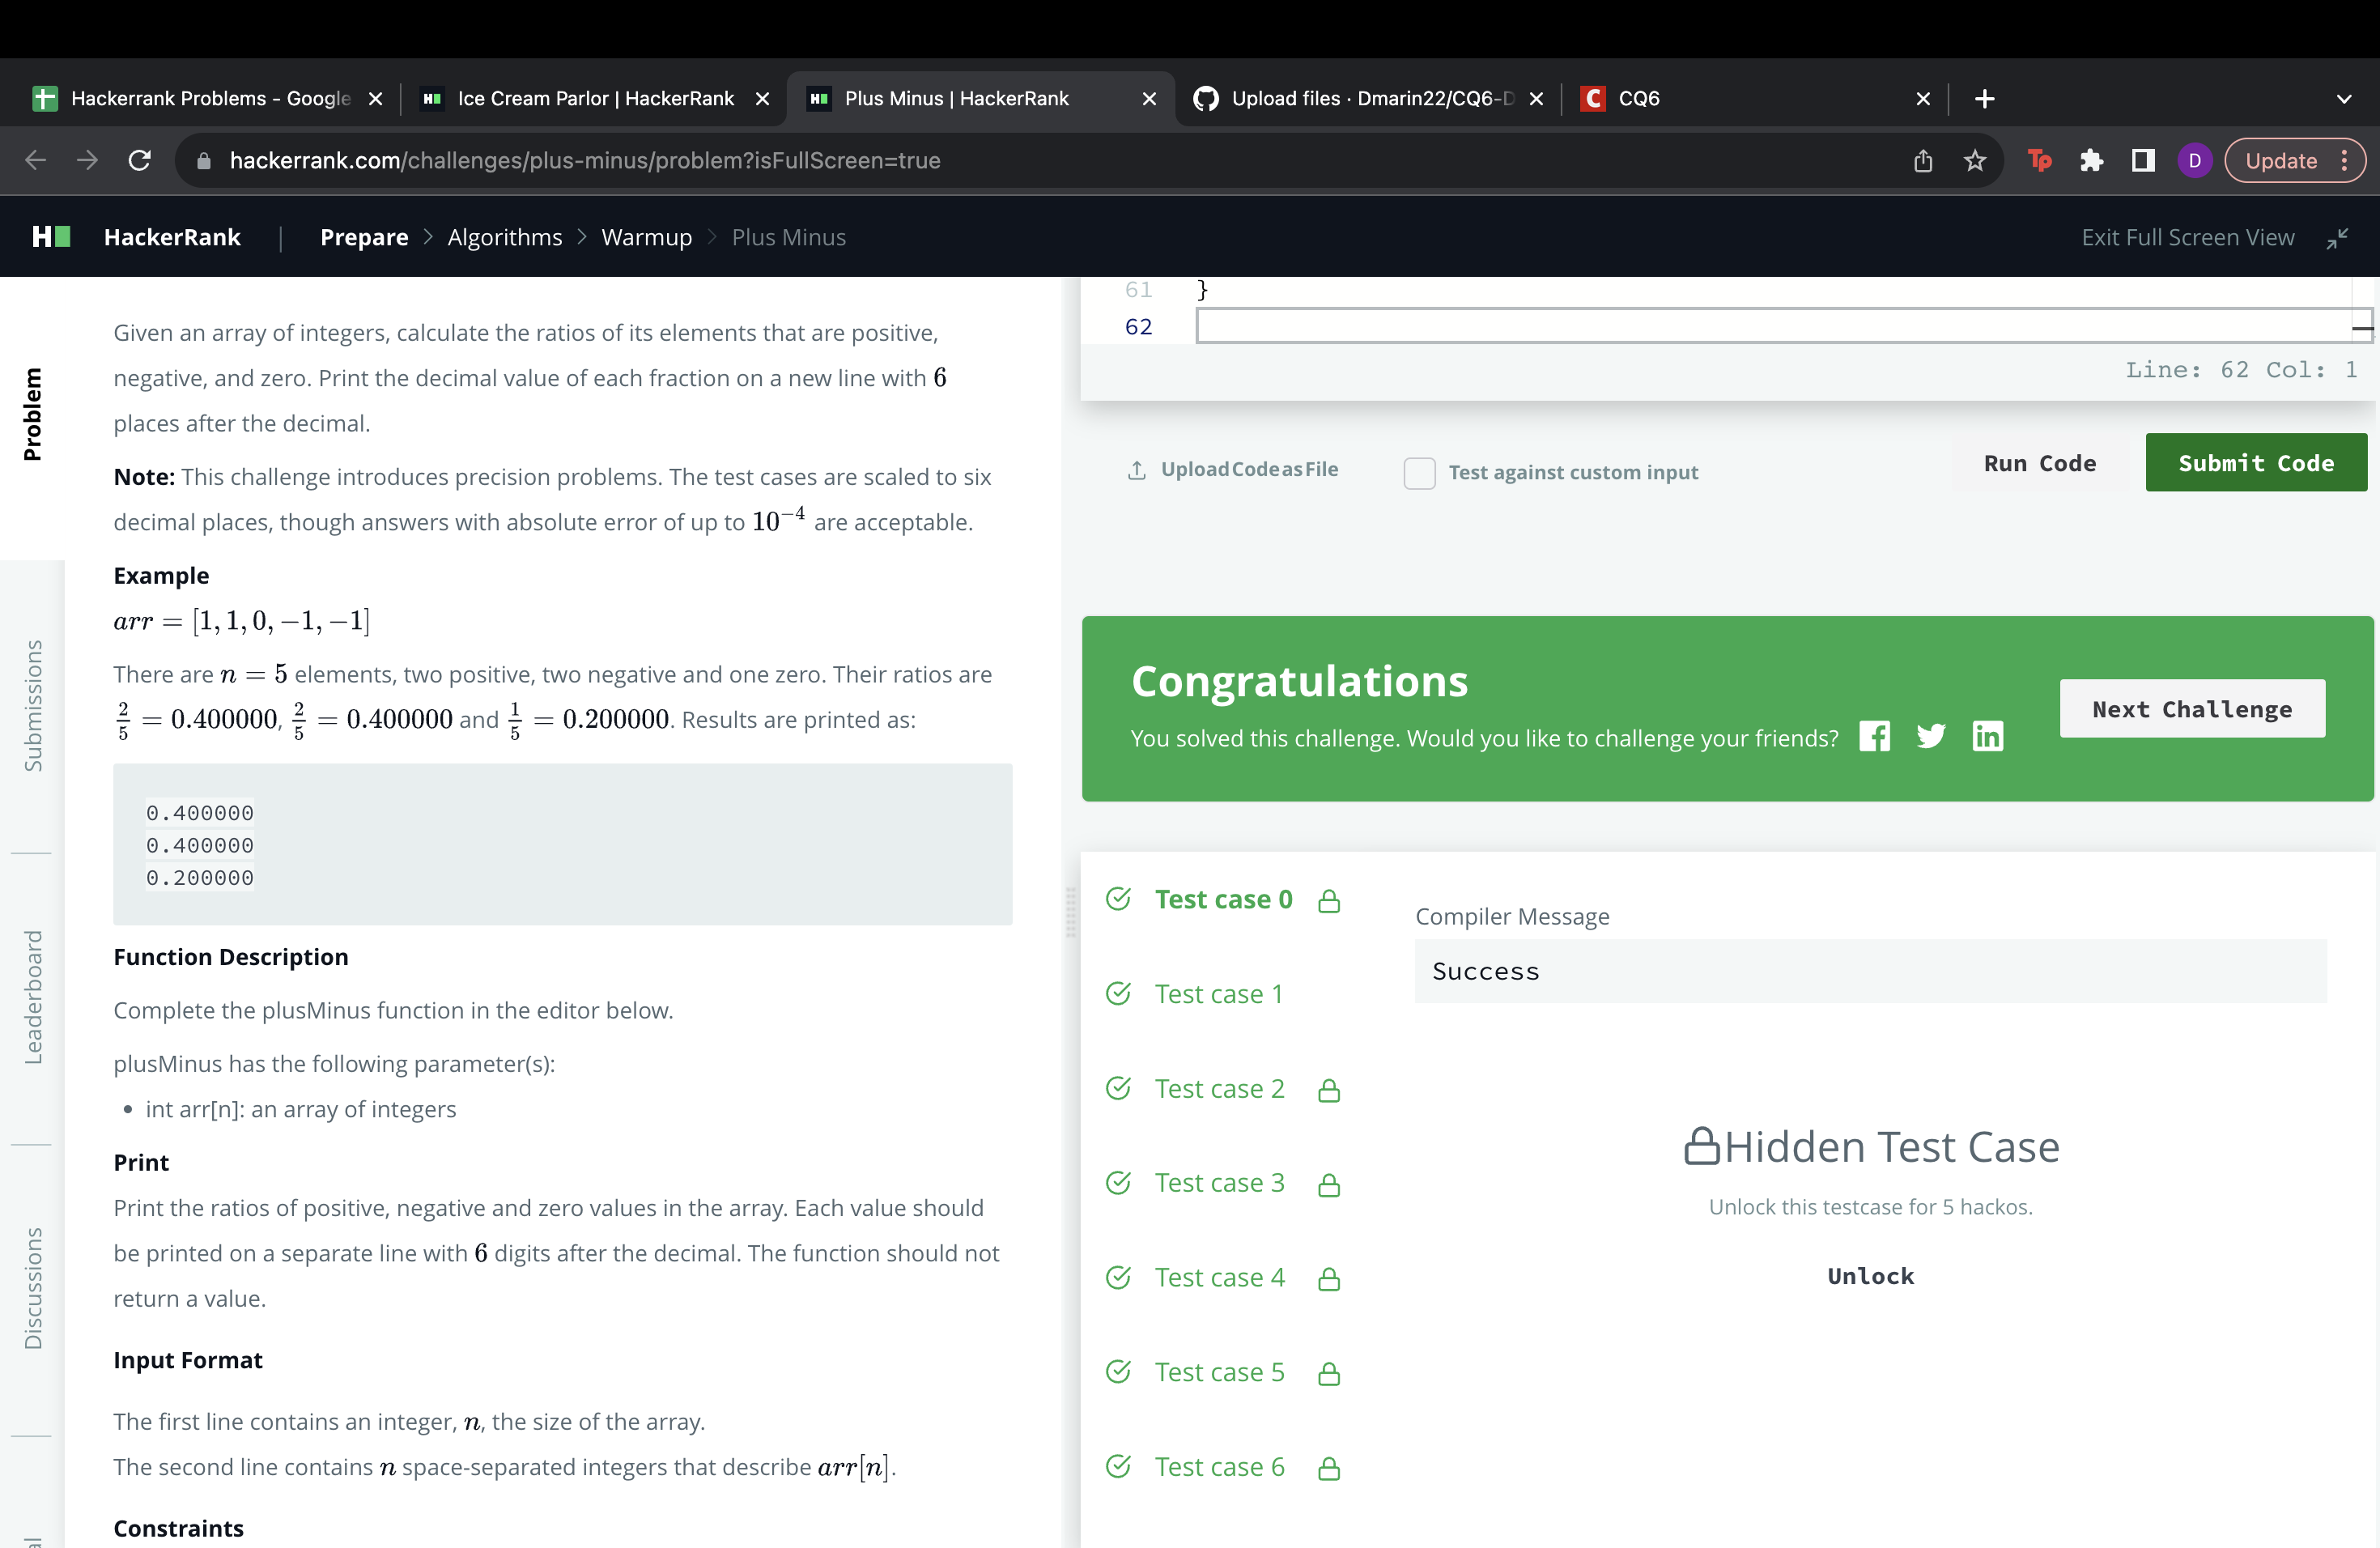 Hackerrank Problems - Google
Ice Cream Parlor | HackerRank
Plus Minus | HackerRank
Upload files · Dmarin22/CQ6-D
CQ6
hackerrank.com/challenges/plus-minus/problem?isFullScreen=true
Tp
D
Update
HackerRank | Prepare > Algorithms > Warmup > Plus Minus
Exit Full Screen View
Problem
Submissions
Leaderboard
Discussions
Given an array of integers, calculate the ratios of its elements that are positive,
negative, and zero. Print the decimal value of each fraction on a new line with 6
places after the decimal.
Note: This challenge introduces precision problems. The test cases are scaled to six
decimal places, though answers with absolute error of up to 10⁻⁴ are acceptable.
Example
arr = [1, 1, 0, −1, −1]
There are n = 5 elements, two positive, two negative and one zero. Their ratios are
2/5 = 0.400000, 2/5 = 0.400000 and 1/5 = 0.200000. Results are printed as:
0.400000
0.400000
0.200000
Function Description
Complete the plusMinus function in the editor below.
plusMinus has the following parameter(s):
• int arr[n]: an array of integers
Print
Print the ratios of positive, negative and zero values in the array. Each value should
be printed on a separate line with 6 digits after the decimal. The function should not
return a value.
Input Format
The first line contains an integer, n, the size of the array.
The second line contains n space-separated integers that describe arr[n].
Constraints
61 }
62
Line: 62 Col: 1
Upload Code as File
Test against custom input
Run Code
Submit Code
Congratulations
You solved this challenge. Would you like to challenge your friends?
Next Challenge
Test case 0
Test case 1
Test case 2
Test case 3
Test case 4
Test case 5
Test case 6
Compiler Message
Success
Hidden Test Case
Unlock this testcase for 5 hackos.
Unlock